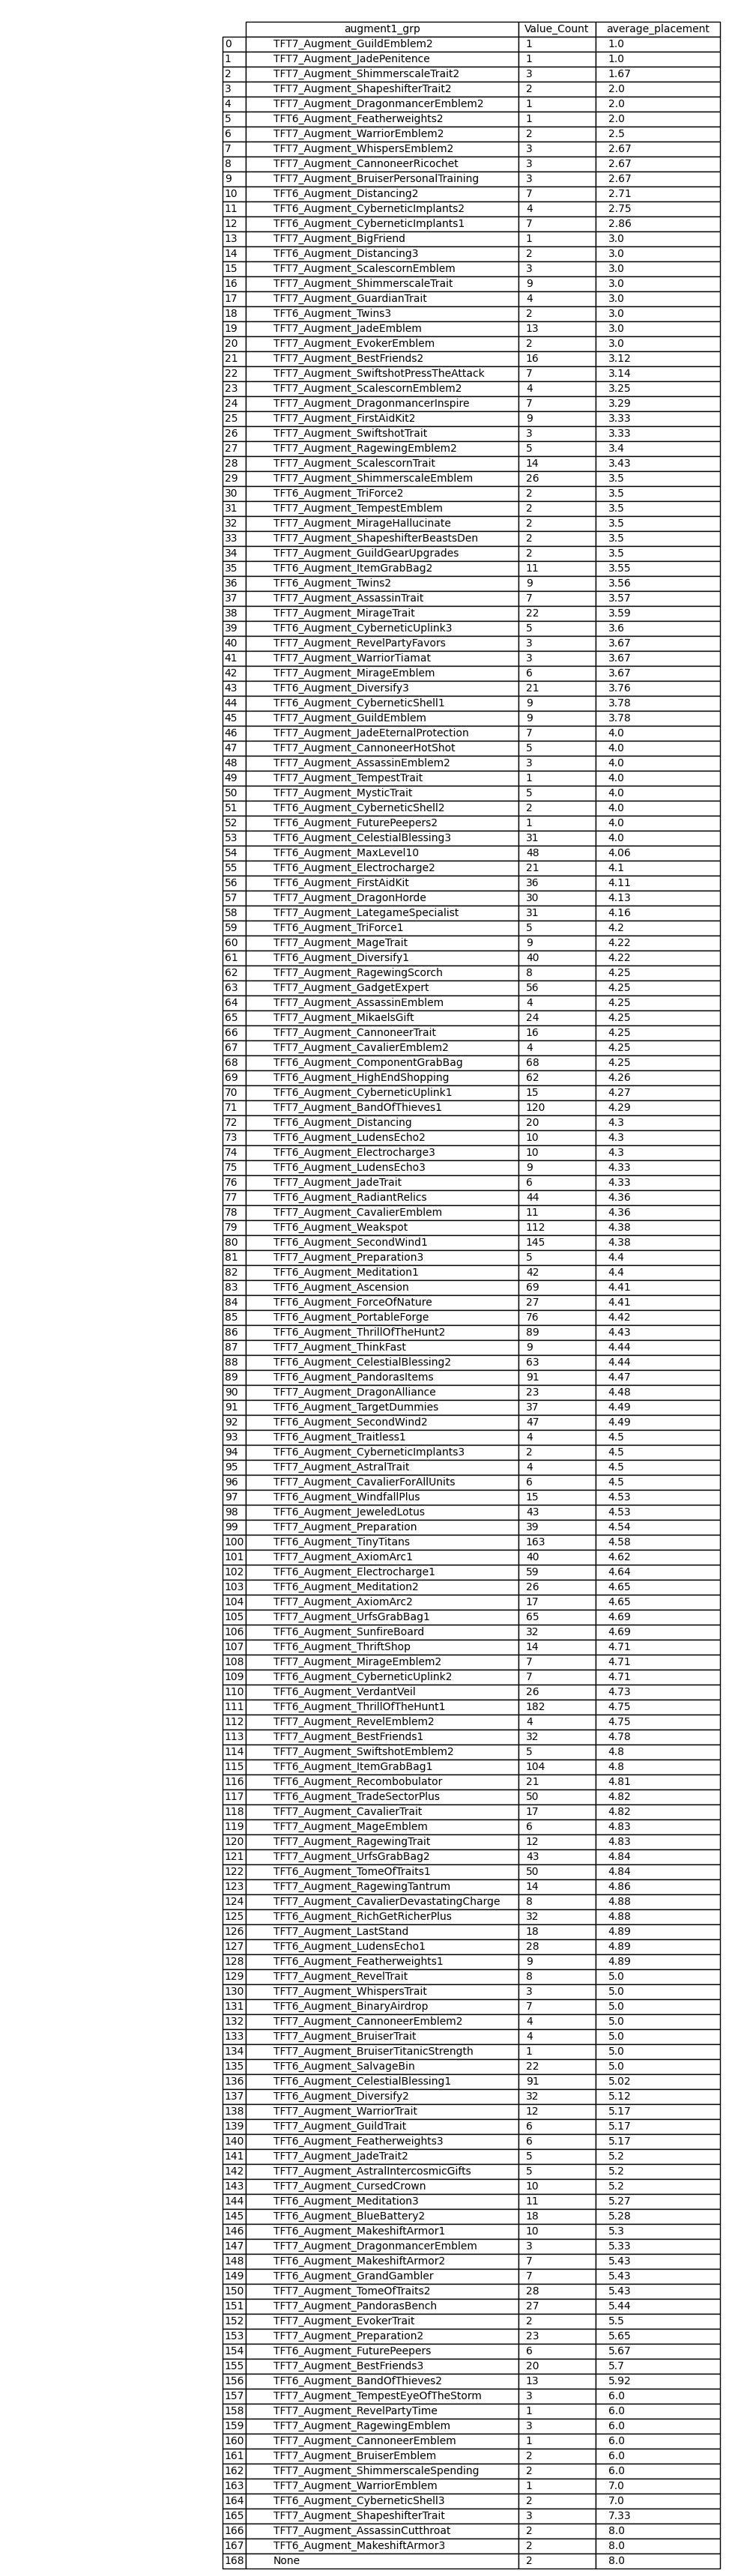 augment1_grp Value_Count average_placement
0 TFT7_Augment_GuildEmblem2 1 1.0
1 TFT7_Augment_JadePenitence 1 1.0
2 TFT7_Augment_ShimmerscaleTrait2 3 1.67
3 TFT7_Augment_ShapeshifterTrait2 2 2.0
4 TFT7_Augment_DragonmancerEmblem2 1 2.0
5 TFT6_Augment_Featherweights2 1 2.0
6 TFT7_Augment_WarriorEmblem2 2 2.5
7 TFT7_Augment_WhispersEmblem2 3 2.67
8 TFT7_Augment_CannoneerRicochet 3 2.67
9 TFT7_Augment_BruiserPersonalTraining 3 2.67
10 TFT6_Augment_Distancing2 7 2.71
11 TFT6_Augment_CyberneticImplants2 4 2.75
12 TFT6_Augment_CyberneticImplants1 7 2.86
13 TFT7_Augment_BigFriend 1 3.0
14 TFT6_Augment_Distancing3 2 3.0
15 TFT7_Augment_ScalescornEmblem 3 3.0
16 TFT7_Augment_ShimmerscaleTrait 9 3.0
17 TFT7_Augment_GuardianTrait 4 3.0
18 TFT6_Augment_Twins3 2 3.0
19 TFT7_Augment_JadeEmblem 13 3.0
20 TFT7_Augment_EvokerEmblem 2 3.0
21 TFT7_Augment_BestFriends2 16 3.12
22 TFT7_Augment_SwiftshotPressTheAttack 7 3.14
23 TFT7_Augment_ScalescornEmblem2 4 3.25
24 TFT7_Augment_DragonmancerInspire 7 3.29
25 TFT7_Augment_FirstAidKit2 9 3.33
26 TFT7_Augment_SwiftshotTrait 3 3.33
27 TFT7_Augment_RagewingEmblem2 5 3.4
28 TFT7_Augment_ScalescornTrait 14 3.43
29 TFT7_Augment_ShimmerscaleEmblem 26 3.5
30 TFT6_Augment_TriForce2 2 3.5
31 TFT7_Augment_TempestEmblem 2 3.5
32 TFT7_Augment_MirageHallucinate 2 3.5
33 TFT7_Augment_ShapeshifterBeastsDen 2 3.5
34 TFT7_Augment_GuildGearUpgrades 2 3.5
35 TFT6_Augment_ItemGrabBag2 11 3.55
36 TFT6_Augment_Twins2 9 3.56
37 TFT7_Augment_AssassinTrait 7 3.57
38 TFT7_Augment_MirageTrait 22 3.59
39 TFT6_Augment_CyberneticUplink3 5 3.6
40 TFT7_Augment_RevelPartyFavors 3 3.67
41 TFT7_Augment_WarriorTiamat 3 3.67
42 TFT7_Augment_MirageEmblem 6 3.67
43 TFT6_Augment_Diversify3 21 3.76
44 TFT6_Augment_CyberneticShell1 9 3.78
45 TFT7_Augment_GuildEmblem 9 3.78
46 TFT7_Augment_JadeEternalProtection 7 4.0
47 TFT7_Augment_CannoneerHotShot 5 4.0
48 TFT7_Augment_AssassinEmblem2 3 4.0
49 TFT7_Augment_TempestTrait 1 4.0
50 TFT7_Augment_MysticTrait 5 4.0
51 TFT6_Augment_CyberneticShell2 2 4.0
52 TFT6_Augment_FuturePeepers2 1 4.0
53 TFT6_Augment_CelestialBlessing3 31 4.0
54 TFT6_Augment_MaxLevel10 48 4.06
55 TFT6_Augment_Electrocharge2 21 4.1
56 TFT6_Augment_FirstAidKit 36 4.11
57 TFT7_Augment_DragonHorde 30 4.13
58 TFT7_Augment_LategameSpecialist 31 4.16
59 TFT6_Augment_TriForce1 5 4.2
60 TFT7_Augment_MageTrait 9 4.22
61 TFT6_Augment_Diversify1 40 4.22
62 TFT7_Augment_RagewingScorch 8 4.25
63 TFT7_Augment_GadgetExpert 56 4.25
64 TFT7_Augment_AssassinEmblem 4 4.25
65 TFT7_Augment_MikaelsGift 24 4.25
66 TFT7_Augment_CannoneerTrait 16 4.25
67 TFT7_Augment_CavalierEmblem2 4 4.25
68 TFT6_Augment_ComponentGrabBag 68 4.25
69 TFT6_Augment_HighEndShopping 62 4.26
70 TFT6_Augment_CyberneticUplink1 15 4.27
71 TFT7_Augment_BandOfThieves1 120 4.29
72 TFT6_Augment_Distancing 20 4.3
73 TFT6_Augment_LudensEcho2 10 4.3
74 TFT6_Augment_Electrocharge3 10 4.3
75 TFT6_Augment_LudensEcho3 9 4.33
76 TFT7_Augment_JadeTrait 6 4.33
77 TFT6_Augment_RadiantRelics 44 4.36
78 TFT7_Augment_CavalierEmblem 11 4.36
79 TFT6_Augment_Weakspot 112 4.38
80 TFT6_Augment_SecondWind1 145 4.38
81 TFT7_Augment_Preparation3 5 4.4
82 TFT6_Augment_Meditation1 42 4.4
83 TFT6_Augment_Ascension 69 4.41
84 TFT6_Augment_ForceOfNature 27 4.41
85 TFT6_Augment_PortableForge 76 4.42
86 TFT6_Augment_ThrillOfTheHunt2 89 4.43
87 TFT7_Augment_ThinkFast 9 4.44
88 TFT6_Augment_CelestialBlessing2 63 4.44
89 TFT6_Augment_PandorasItems 91 4.47
90 TFT7_Augment_DragonAlliance 23 4.48
91 TFT6_Augment_TargetDummies 37 4.49
92 TFT6_Augment_SecondWind2 47 4.49
93 TFT6_Augment_Traitless1 4 4.5
94 TFT6_Augment_CyberneticImplants3 2 4.5
95 TFT7_Augment_AstralTrait 4 4.5
96 TFT7_Augment_CavalierForAllUnits 6 4.5
97 TFT6_Augment_WindfallPlus 15 4.53
98 TFT6_Augment_JeweledLotus 43 4.53
99 TFT7_Augment_Preparation 39 4.54
100 TFT6_Augment_TinyTitans 163 4.58
101 TFT7_Augment_AxiomArc1 40 4.62
102 TFT6_Augment_Electrocharge1 59 4.64
103 TFT6_Augment_Meditation2 26 4.65
104 TFT7_Augment_AxiomArc2 17 4.65
105 TFT7_Augment_UrfsGrabBag1 65 4.69
106 TFT6_Augment_SunfireBoard 32 4.69
107 TFT6_Augment_ThriftShop 14 4.71
108 TFT7_Augment_MirageEmblem2 7 4.71
109 TFT6_Augment_CyberneticUplink2 7 4.71
110 TFT6_Augment_VerdantVeil 26 4.73
111 TFT6_Augment_ThrillOfTheHunt1 182 4.75
112 TFT7_Augment_RevelEmblem2 4 4.75
113 TFT7_Augment_BestFriends1 32 4.78
114 TFT7_Augment_SwiftshotEmblem2 5 4.8
115 TFT6_Augment_ItemGrabBag1 104 4.8
116 TFT6_Augment_Recombobulator 21 4.81
117 TFT6_Augment_TradeSectorPlus 50 4.82
118 TFT7_Augment_CavalierTrait 17 4.82
119 TFT7_Augment_MageEmblem 6 4.83
120 TFT7_Augment_RagewingTrait 12 4.83
121 TFT7_Augment_UrfsGrabBag2 43 4.84
122 TFT6_Augment_TomeOfTraits1 50 4.84
123 TFT7_Augment_RagewingTantrum 14 4.86
124 TFT7_Augment_CavalierDevastatingCharge 8 4.88
125 TFT6_Augment_RichGetRicherPlus 32 4.88
126 TFT7_Augment_LastStand 18 4.89
127 TFT6_Augment_LudensEcho1 28 4.89
128 TFT6_Augment_Featherweights1 9 4.89
129 TFT7_Augment_RevelTrait 8 5.0
130 TFT7_Augment_WhispersTrait 3 5.0
131 TFT6_Augment_BinaryAirdrop 7 5.0
132 TFT7_Augment_CannoneerEmblem2 4 5.0
133 TFT7_Augment_BruiserTrait 4 5.0
134 TFT7_Augment_BruiserTitanicStrength 1 5.0
135 TFT6_Augment_SalvageBin 22 5.0
136 TFT6_Augment_CelestialBlessing1 91 5.02
137 TFT6_Augment_Diversify2 32 5.12
138 TFT7_Augment_WarriorTrait 12 5.17
139 TFT7_Augment_GuildTrait 6 5.17
140 TFT6_Augment_Featherweights3 6 5.17
141 TFT7_Augment_JadeTrait2 5 5.2
142 TFT7_Augment_AstralIntercosmicGifts 5 5.2
143 TFT7_Augment_CursedCrown 10 5.2
144 TFT6_Augment_Meditation3 11 5.27
145 TFT6_Augment_BlueBattery2 18 5.28
146 TFT6_Augment_MakeshiftArmor1 10 5.3
147 TFT7_Augment_DragonmancerEmblem 3 5.33
148 TFT6_Augment_MakeshiftArmor2 7 5.43
149 TFT6_Augment_GrandGambler 7 5.43
150 TFT7_Augment_TomeOfTraits2 28 5.43
151 TFT7_Augment_PandorasBench 27 5.44
152 TFT7_Augment_EvokerTrait 2 5.5
153 TFT7_Augment_Preparation2 23 5.65
154 TFT6_Augment_FuturePeepers 6 5.67
155 TFT7_Augment_BestFriends3 20 5.7
156 TFT6_Augment_BandOfThieves2 13 5.92
157 TFT7_Augment_TempestEyeOfTheStorm 3 6.0
158 TFT7_Augment_RevelPartyTime 1 6.0
159 TFT7_Augment_RagewingEmblem 3 6.0
160 TFT7_Augment_CannoneerEmblem 1 6.0
161 TFT7_Augment_BruiserEmblem 2 6.0
162 TFT7_Augment_ShimmerscaleSpending 2 6.0
163 TFT7_Augment_WarriorEmblem 1 7.0
164 TFT6_Augment_CyberneticShell3 2 7.0
165 TFT7_Augment_ShapeshifterTrait 3 7.33
166 TFT7_Augment_AssassinCutthroat 2 8.0
167 TFT6_Augment_MakeshiftArmor3 2 8.0
168 None 2 8.0